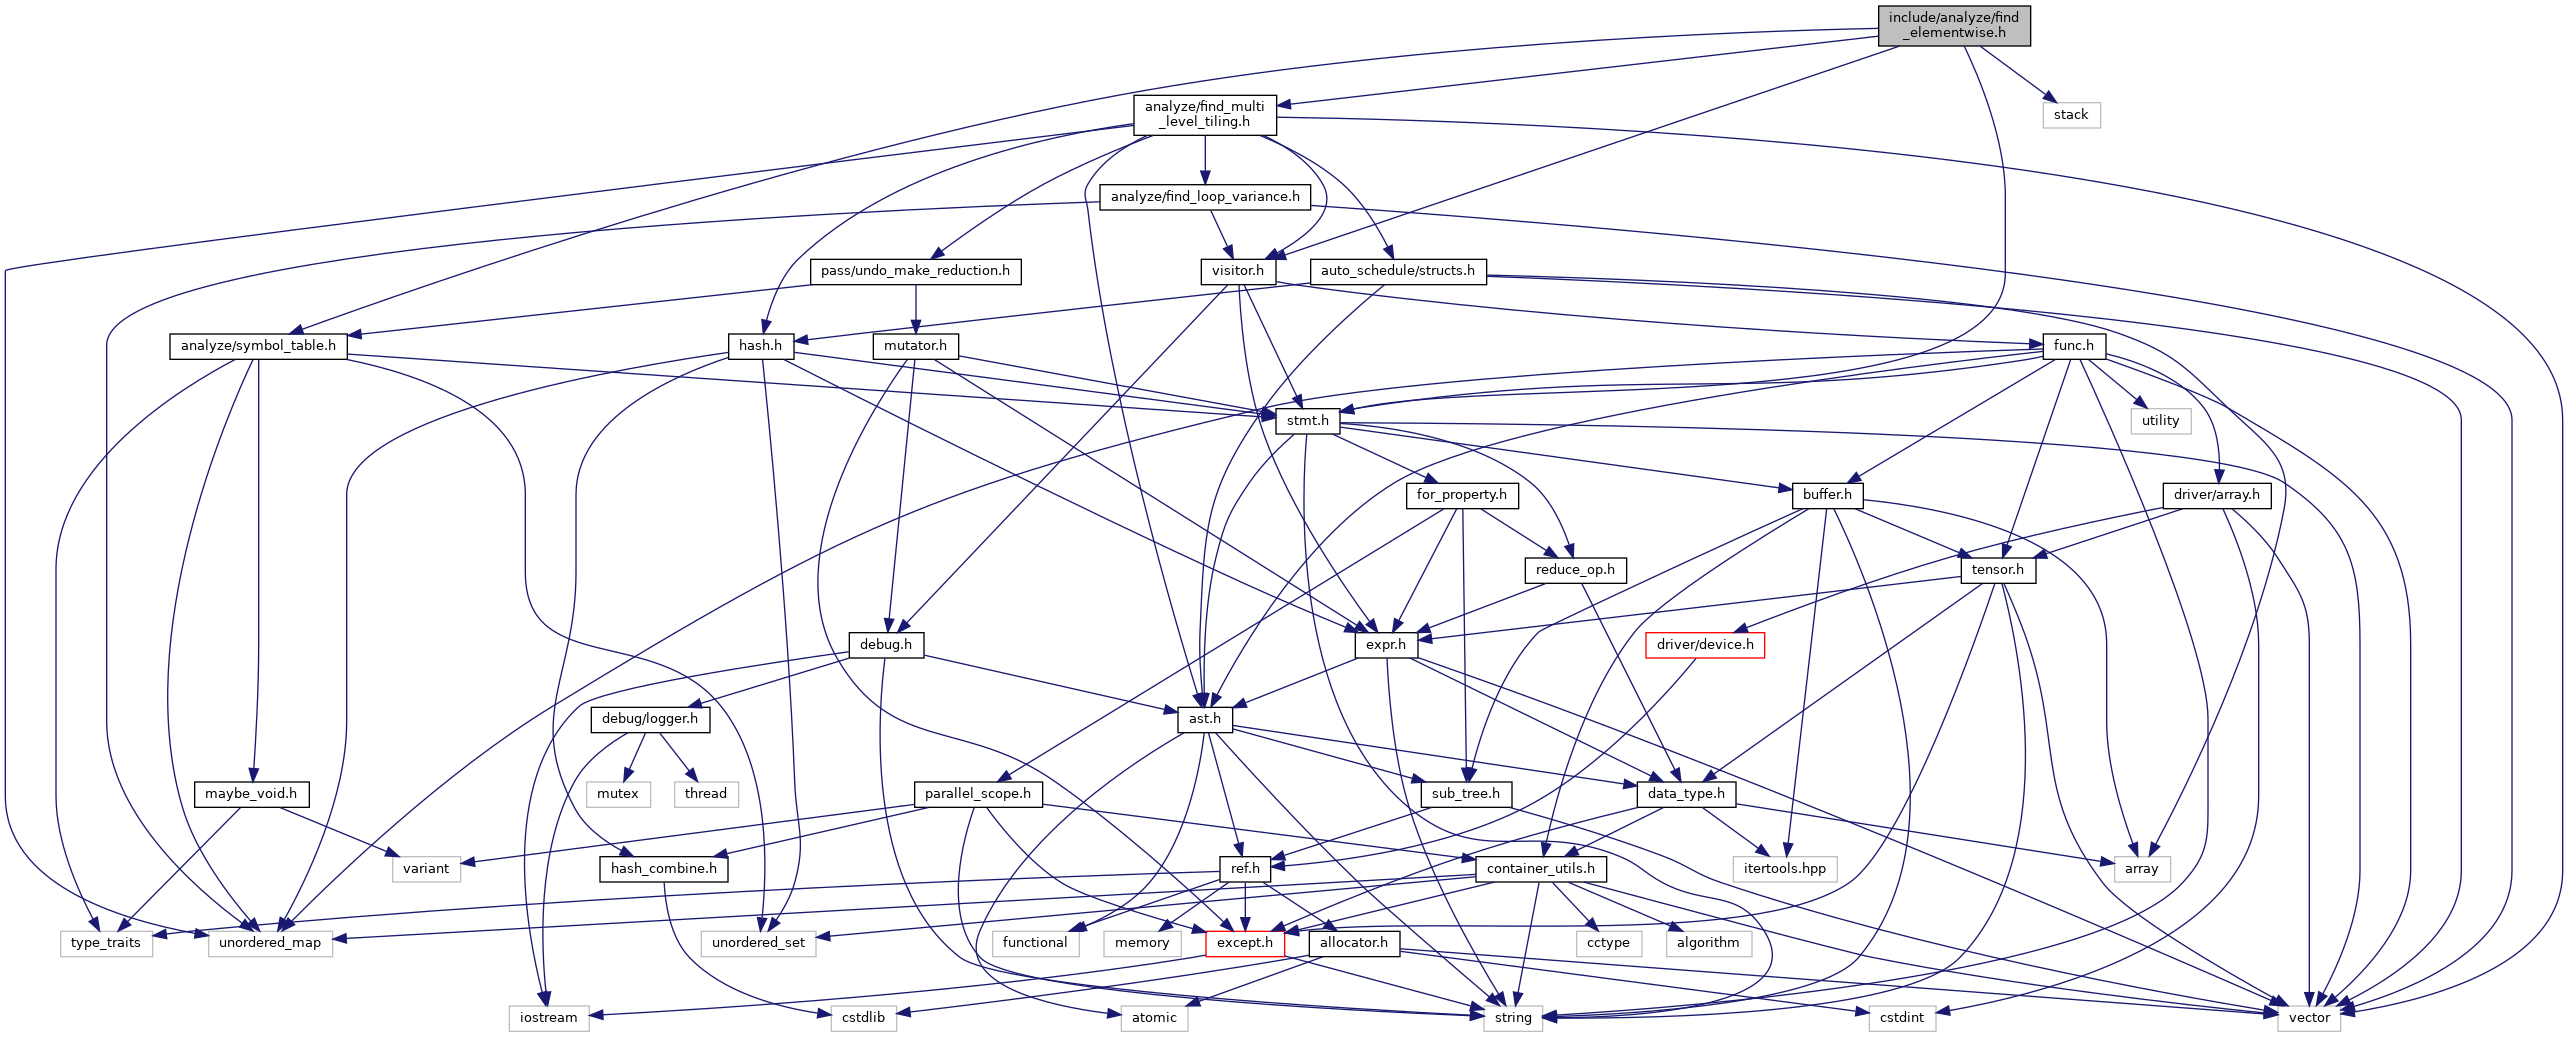 include/analyze/find
_elementwise.h
analyze/find_multi
_level_tiling.h
stack
analyze/find_loop_variance.h
pass/undo_make_reduction.h
visitor.h
auto_schedule/structs.h
analyze/symbol_table.h
hash.h
mutator.h
func.h
stmt.h
utility
for_property.h
buffer.h
driver/array.h
reduce_op.h
tensor.h
debug.h
expr.h
driver/device.h
debug/logger.h
ast.h
maybe_void.h
mutex
thread
parallel_scope.h
sub_tree.h
data_type.h
variant
hash_combine.h
ref.h
container_utils.h
itertools.hpp
array
type_traits
unordered_map
unordered_set
functional
memory
except.h
allocator.h
cctype
algorithm
iostream
cstdlib
atomic
string
cstdint
vector